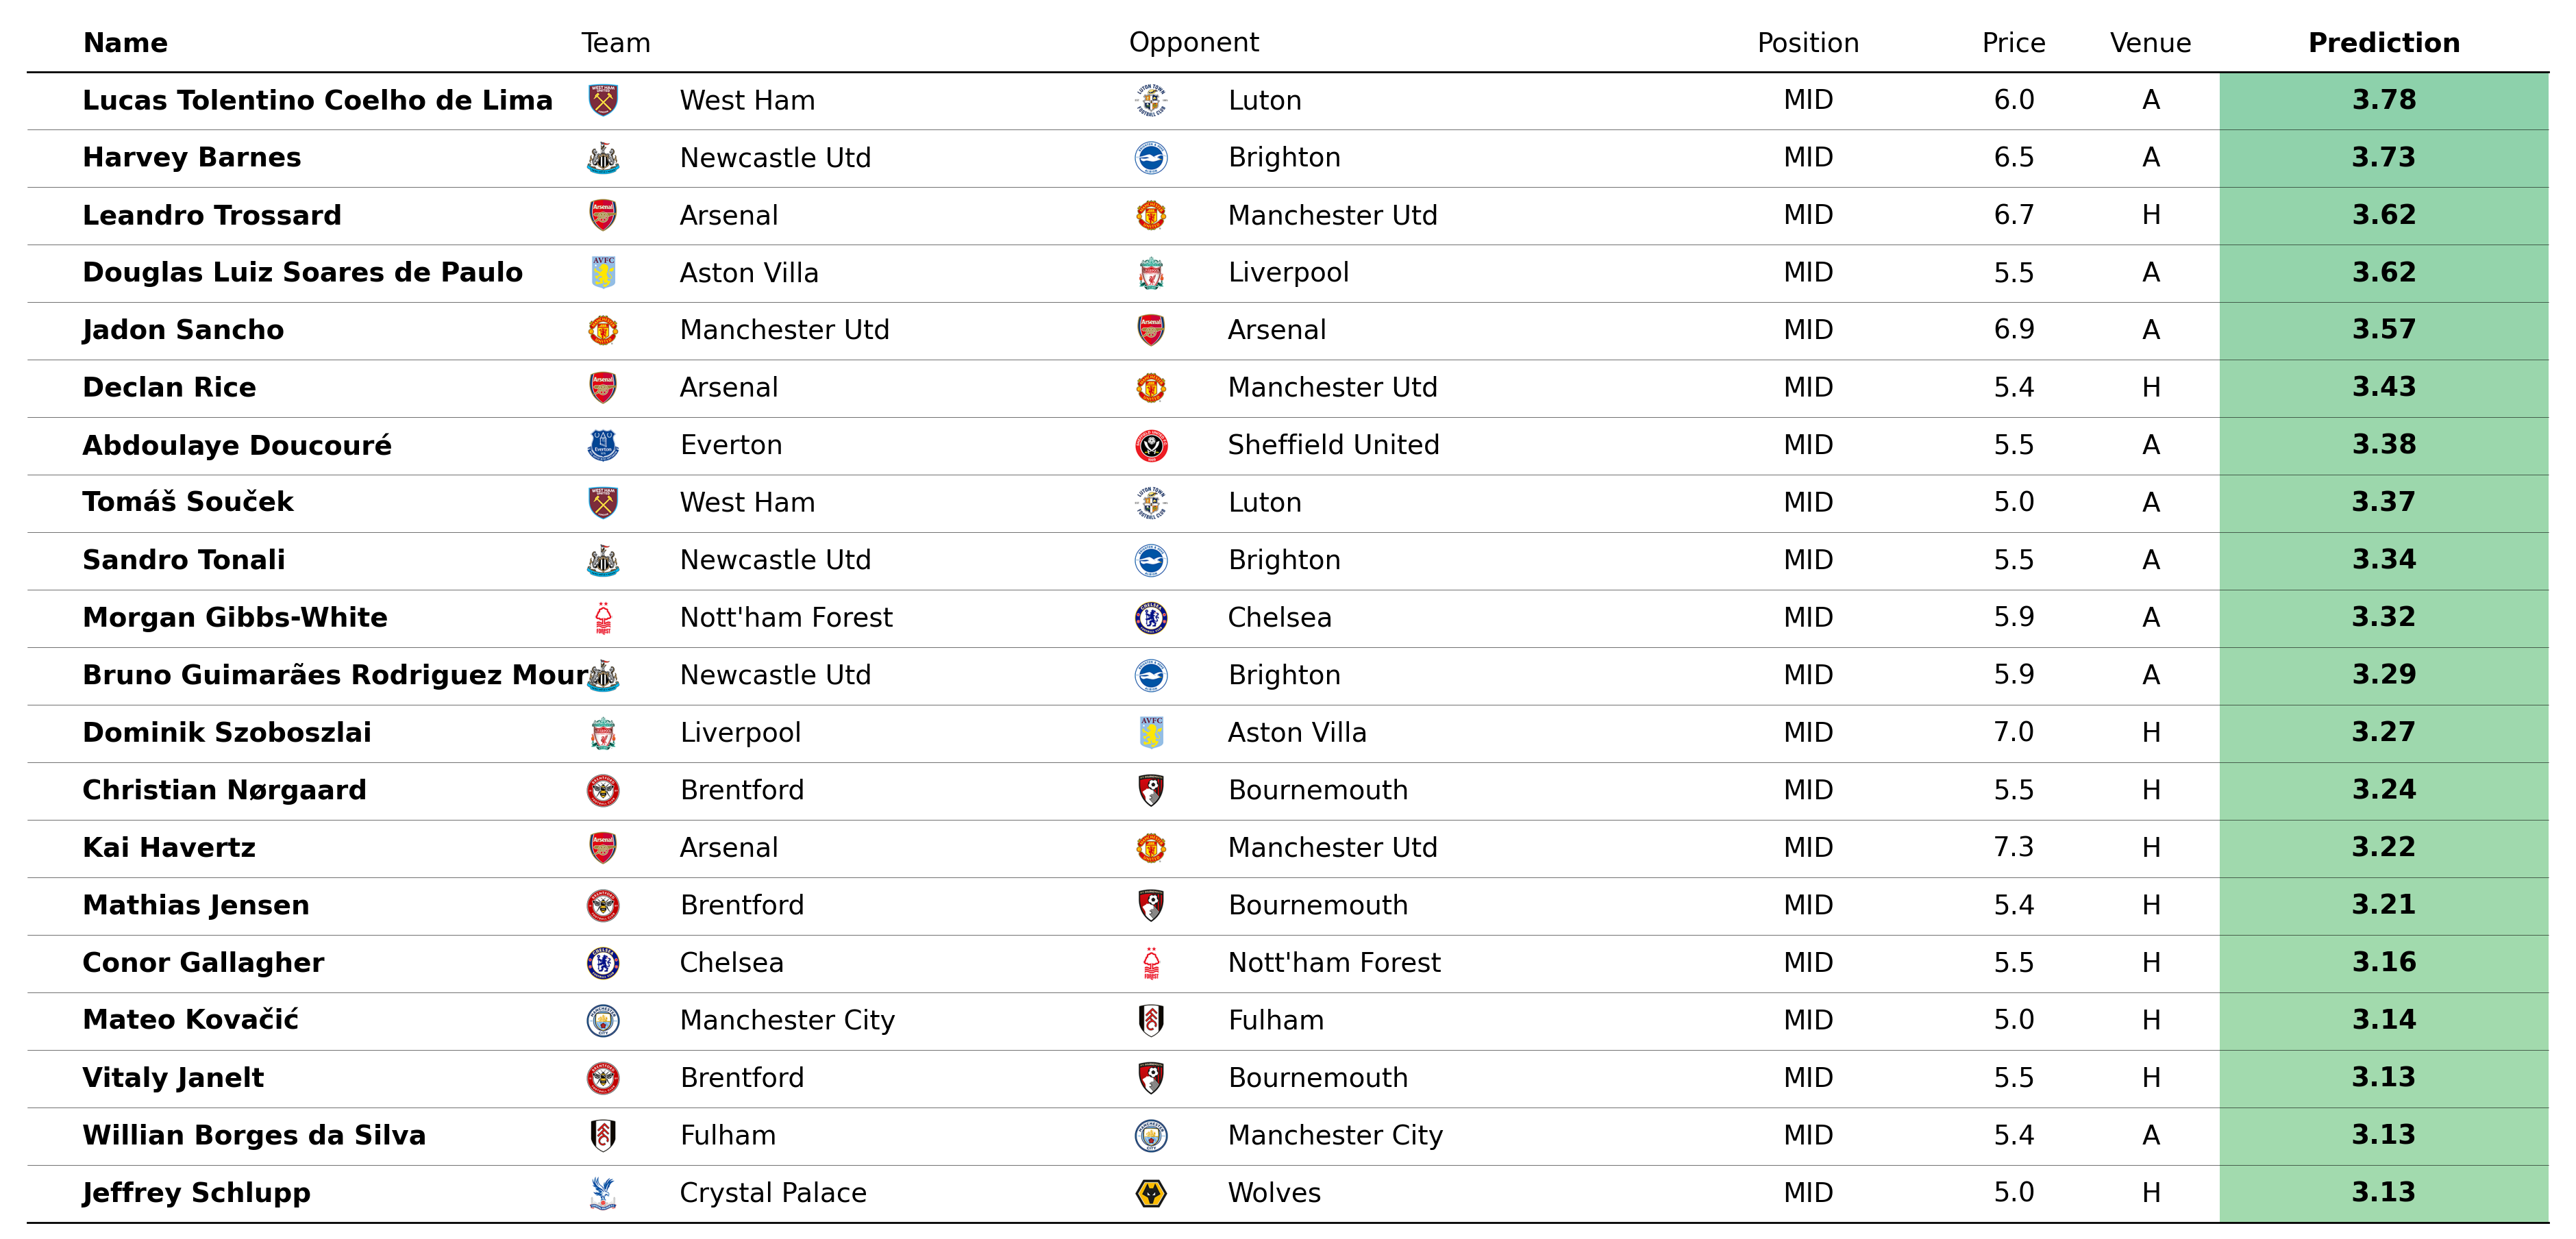 Name Team Opponent Position Price Venue Prediction
Lucas Tolentino Coelho de Lima West Ham Luton MID 6.0 A 3.78
Harvey Barnes Newcastle Utd Brighton MID 6.5 A 3.73
Leandro Trossard Arsenal Manchester Utd MID 6.7 H 3.62
Douglas Luiz Soares de Paulo Aston Villa Liverpool MID 5.5 A 3.62
Jadon Sancho Manchester Utd Arsenal MID 6.9 A 3.57
Declan Rice Arsenal Manchester Utd MID 5.4 H 3.43
Abdoulaye Doucouré Everton Sheffield United MID 5.5 A 3.38
Tomáš Souček West Ham Luton MID 5.0 A 3.37
Sandro Tonali Newcastle Utd Brighton MID 5.5 A 3.34
Morgan Gibbs-White Nott'ham Forest Chelsea MID 5.9 A 3.32
Bruno Guimarães Rodriguez Mour Newcastle Utd Brighton MID 5.9 A 3.29
Dominik Szoboszlai Liverpool Aston Villa MID 7.0 H 3.27
Christian Nørgaard Brentford Bournemouth MID 5.5 H 3.24
Kai Havertz Arsenal Manchester Utd MID 7.3 H 3.22
Mathias Jensen Brentford Bournemouth MID 5.4 H 3.21
Conor Gallagher Chelsea Nott'ham Forest MID 5.5 H 3.16
Mateo Kovačić Manchester City Fulham MID 5.0 H 3.14
Vitaly Janelt Brentford Bournemouth MID 5.5 H 3.13
Willian Borges da Silva Fulham Manchester City MID 5.4 A 3.13
Jeffrey Schlupp Crystal Palace Wolves MID 5.0 H 3.13